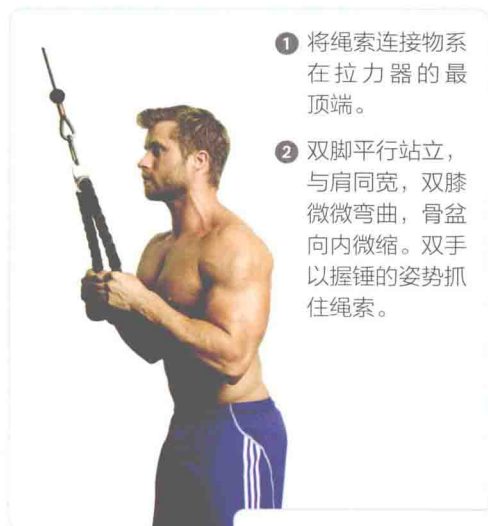 ❶ 将绳索连接物系
在拉力器的最
顶端。
❷ 双脚平行站立，
与肩同宽，双膝
微微弯曲，骨盆
向内微缩。双手
以握锤的姿势抓
住绳索。